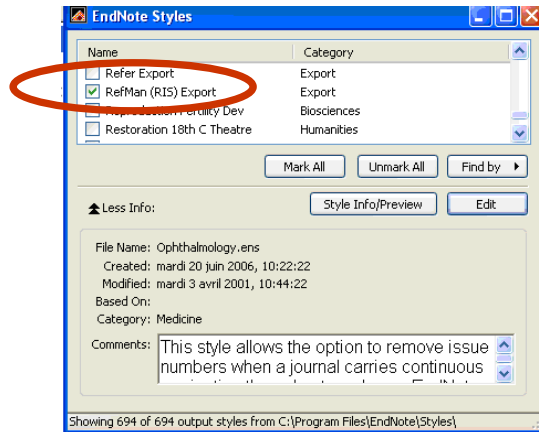 EndNote Styles
Name Category
Refer Export Export
RefMan (RIS) Export Export
Reproduction Fertility Dev Biosciences
Restoration 18th C Theatre Humanities
Mark All Unmark All Find by
Less Info: Style Info/Preview Edit
File Name: Ophthalmology.ens
Created: mardi 20 juin 2006, 10:22:22
Modified: mardi 3 avril 2001, 10:44:22
Based On:
Category: Medicine
Comments: This style allows the option to remove issue
numbers when a journal carries continuous
Showing 694 of 694 output styles from C:\Program Files\EndNote\Styles\